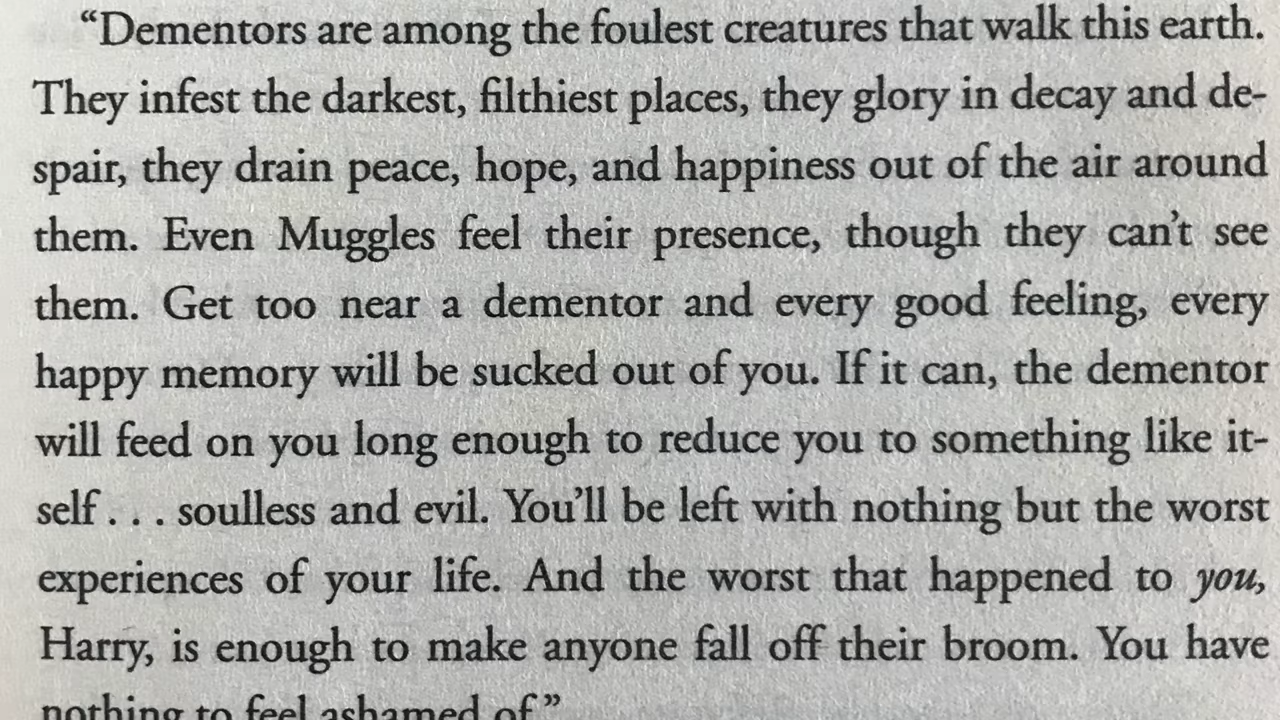 “Dementors are among the foulest creatures that walk this earth.
They infest the darkest, filthiest places, they glory in decay and de-
spair, they drain peace, hope, and happiness out of the air around
them. Even Muggles feel their presence, though they can’t see
them. Get too near a dementor and every good feeling, every
happy memory will be sucked out of you. If it can, the dementor
will feed on you long enough to reduce you to something like it-
self . . . soulless and evil. You’ll be left with nothing but the worst
experiences of your life. And the worst that happened to you,
Harry, is enough to make anyone fall off their broom. You have
nothing to feel ashamed of.”